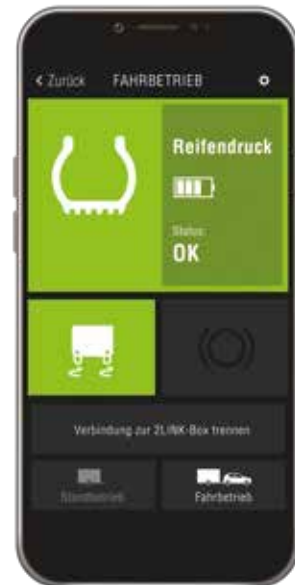 < Zurück FAHRBETRIEB
Reifendruck
Status:
OK
Verbindung zur 2LINK-Box trennen
Standbetrieb Fahrbetrieb